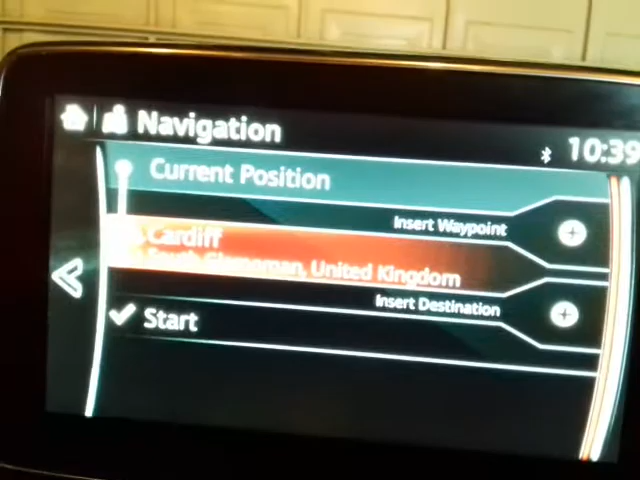 Navigation
10:39
Current Position
Insert Waypoint
Cardiff
South Glamorgan, United Kingdom
Insert Destination
Start